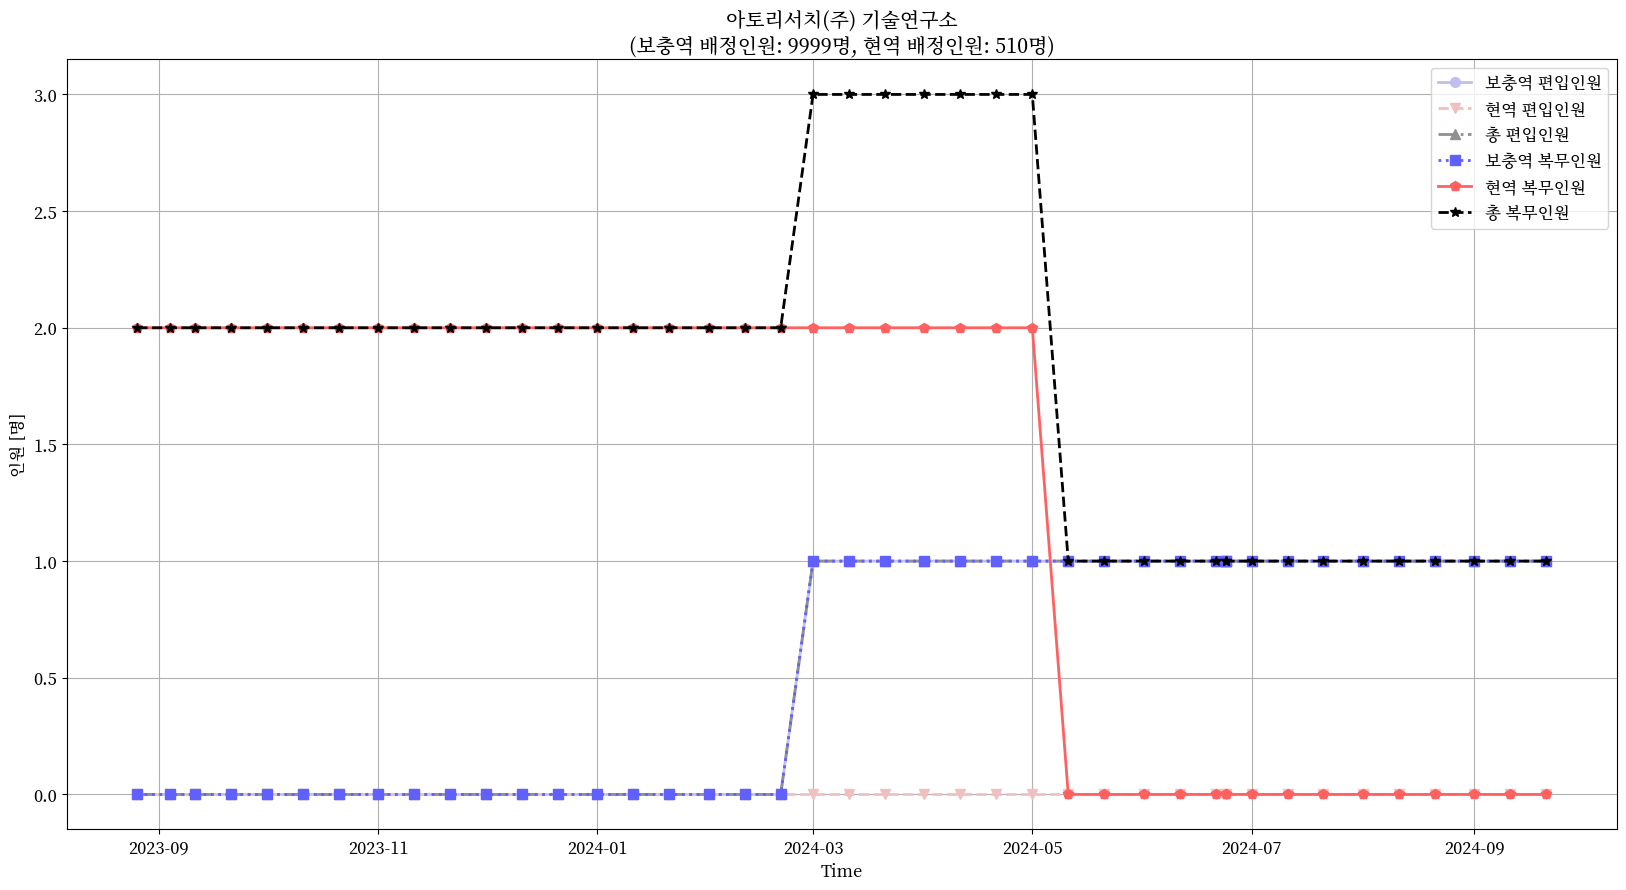 아토리서치(주) 기술연구소
(보충역 배정인원: 9999명, 현역 배정인원: 510명)
보충역 편입인원
현역 편입인원
총 편입인원
보충역 복무인원
현역 복무인원
총 복무인원
인원 [명]
3.0
2.5
2.0
1.5
1.0
0.5
0.0
2023-09
2023-11
2024-01
2024-03
2024-05
2024-07
2024-09
Time